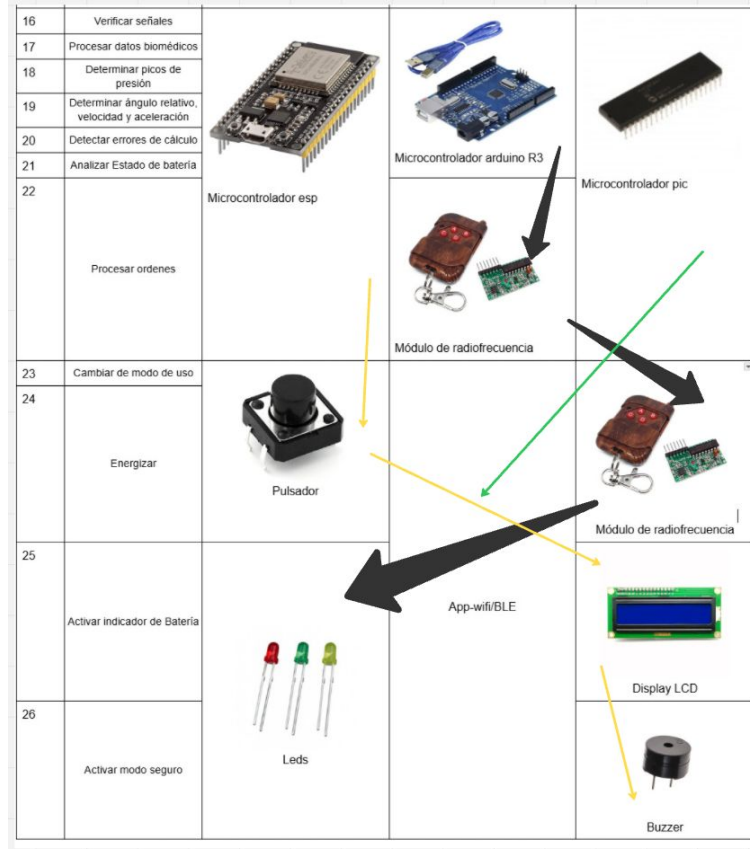 16
Verificar señales
17
Procesar datos biomédicos
18
Determinar picos de
presión
19
Determinar ángulo relativo,
velocidad y aceleración
20
Detectar errores de cálculo
21
Analizar Estado de batería
Microcontrolador esp
Microcontrolador arduino R3
Microcontrolador pic
22
Procesar ordenes
Módulo de radiofrecuencia
23
Cambiar de modo de uso
24
Energizar
Pulsador
Módulo de radiofrecuencia
25
Activar indicador de Batería
App-wifi/BLE
Display LCD
26
Activar modo seguro
Leds
Buzzer